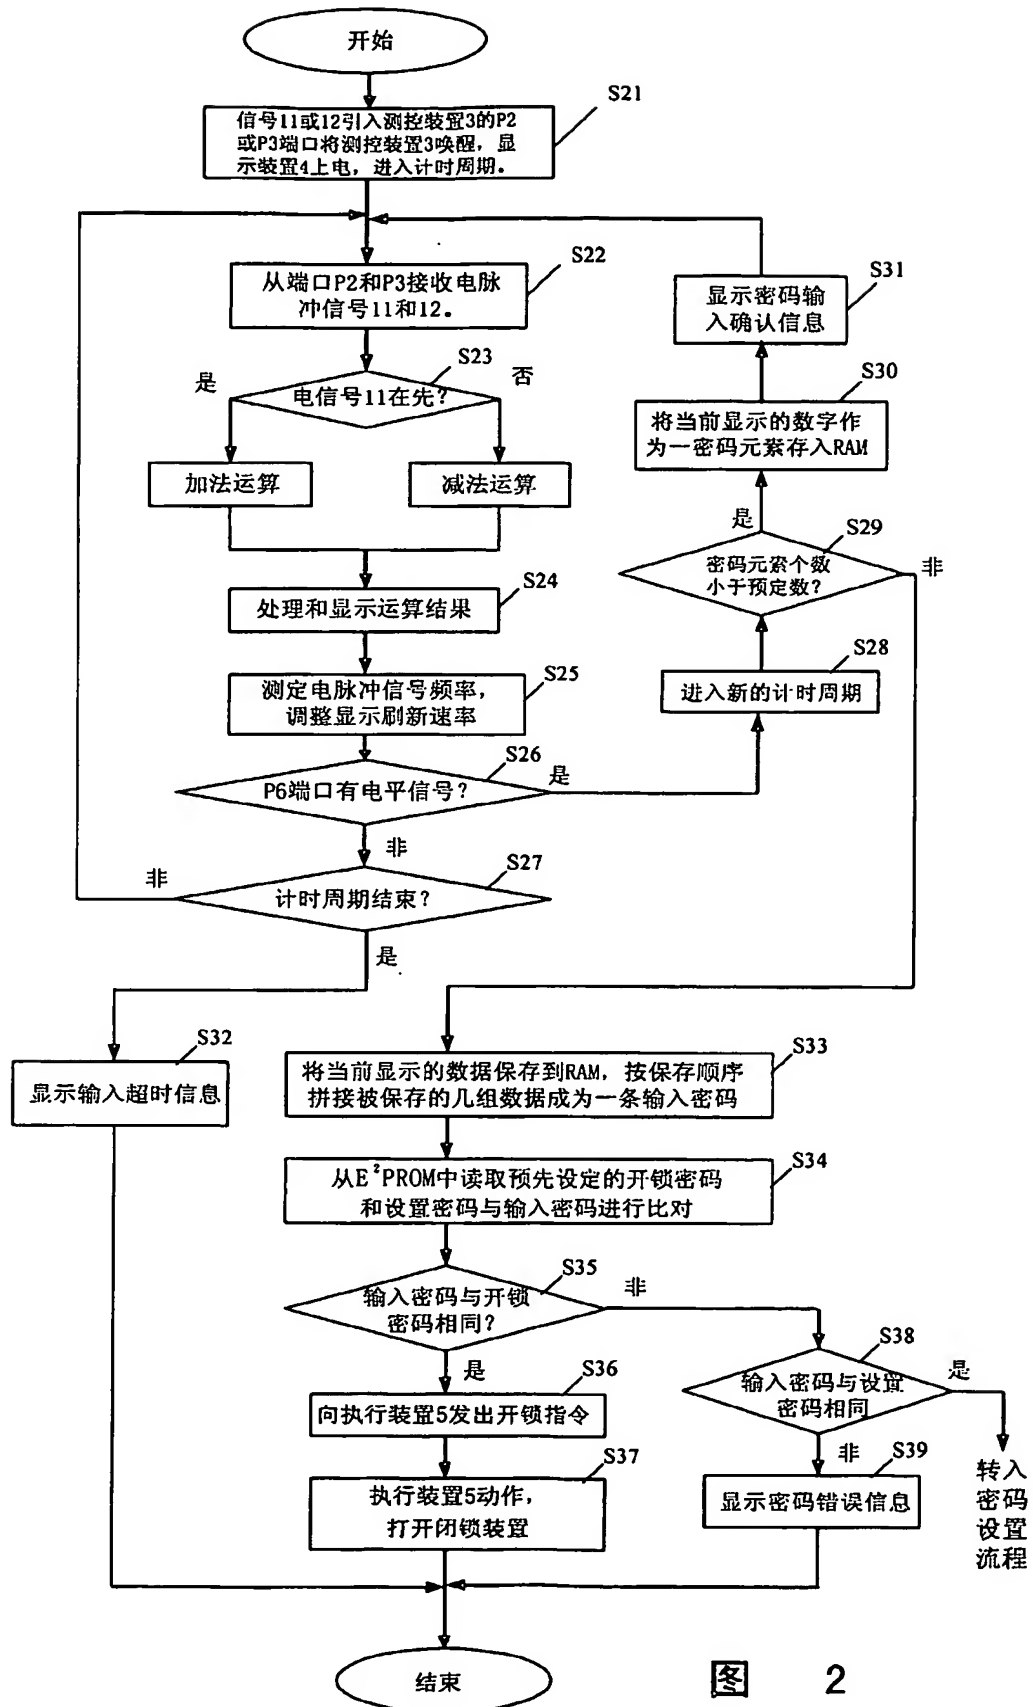 开始
S21
信号11或12引入测控装置3的P2
或P3端口将测控装置3唤醒，显
示装置4上电，进入计时周期。
S22
从端口P2和P3接收电脉
冲信号11和12。
S31
显示密码输
入确认信息
S23
是
电信号11在先？
否
S30
将当前显示的数字作
为一密码元素存入RAM
加法运算
减法运算
是
S29
密码元素个数
小于预定数？
非
S24
处理和显示运算结果
S28
进入新的计时周期
S25
测定电脉冲信号频率，
调整显示刷新速率
S26
P6端口有电平信号？
是
非
S27
非
计时周期结束？
是
S32
显示输入超时信息
S33
将当前显示的数据保存到RAM，按保存顺序
拼接被保存的几组数据成为一条输入密码
S34
从E²PROM中读取预先设定的开锁密码
和设置密码与输入密码进行比对
S35
输入密码与开锁
密码相同？
非
S38
输入密码与设置
密码相同
是
是
S36
向执行装置5发出开锁指令
非
S39
显示密码错误信息
转入
密码
设置
流程
S37
执行装置5动作，
打开闭锁装置
结束
图 2